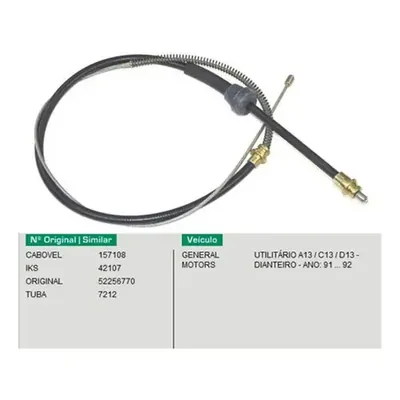 Nº Original | Similar
Veículo
CABOVEL 157108
GENERAL MOTORS
UTILITÁRIO A13 / C13 / D13 -
DIANTEIRO - ANO: 91 ... 92
IKS 42107
ORIGINAL 52256770
TUBA 7212